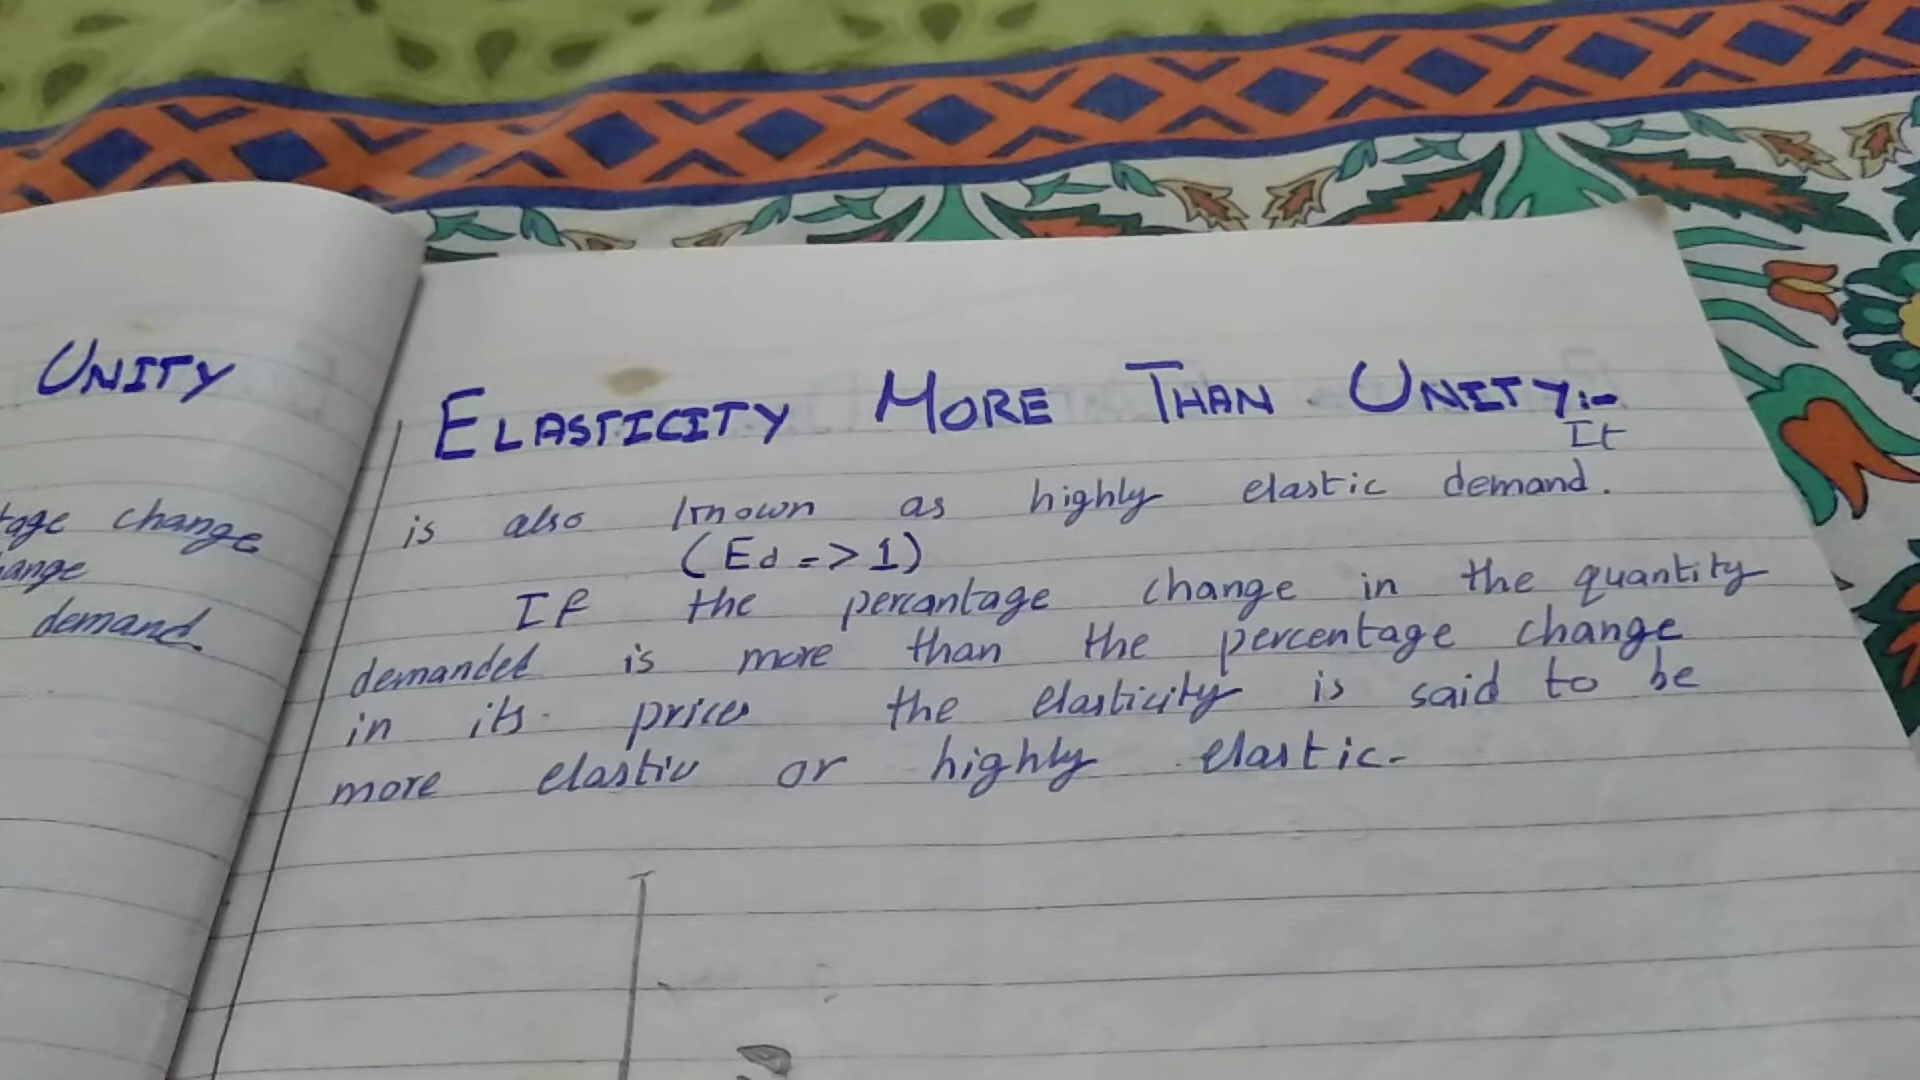 UNITY
tage change
ange
demand.
ELASTICITY MORE THAN UNITY:-
It
is also known as highly elastic demand.
(Ed => 1)
If the percantage change in the quantity
demanded is more than the percentage change
in its price the elasticity is said to be
more elastic or highly elastic.